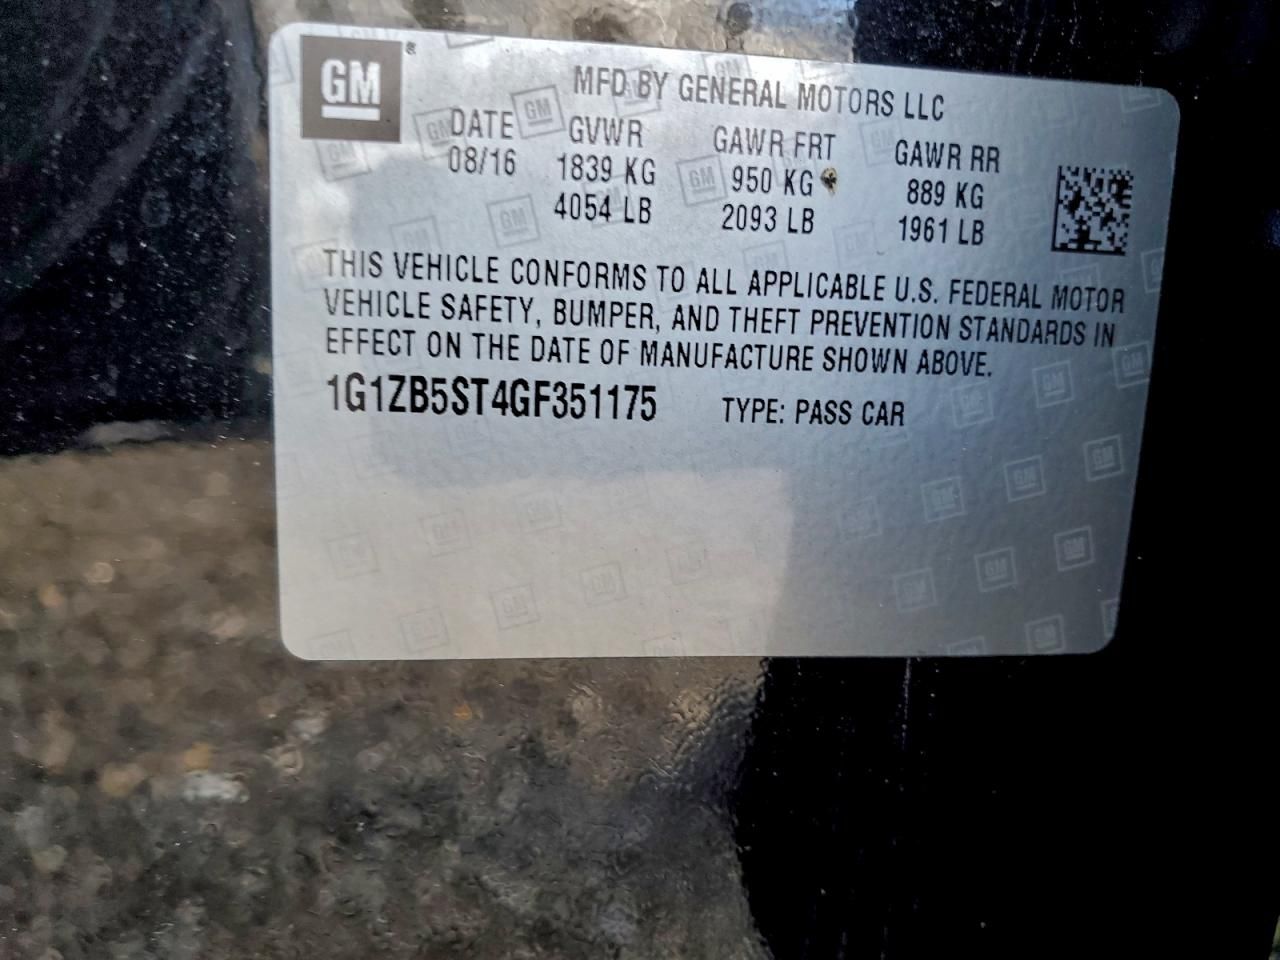 GM ®
MFD BY GENERAL MOTORS LLC
DATE GVWR GAWR FRT GAWR RR
08/16 1839 KG 950 KG 889 KG
4054 LB 2093 LB 1961 LB
THIS VEHICLE CONFORMS TO ALL APPLICABLE U.S. FEDERAL MOTOR
VEHICLE SAFETY, BUMPER, AND THEFT PREVENTION STANDARDS IN
EFFECT ON THE DATE OF MANUFACTURE SHOWN ABOVE.
1G1ZB5ST4GF351175 TYPE: PASS CAR